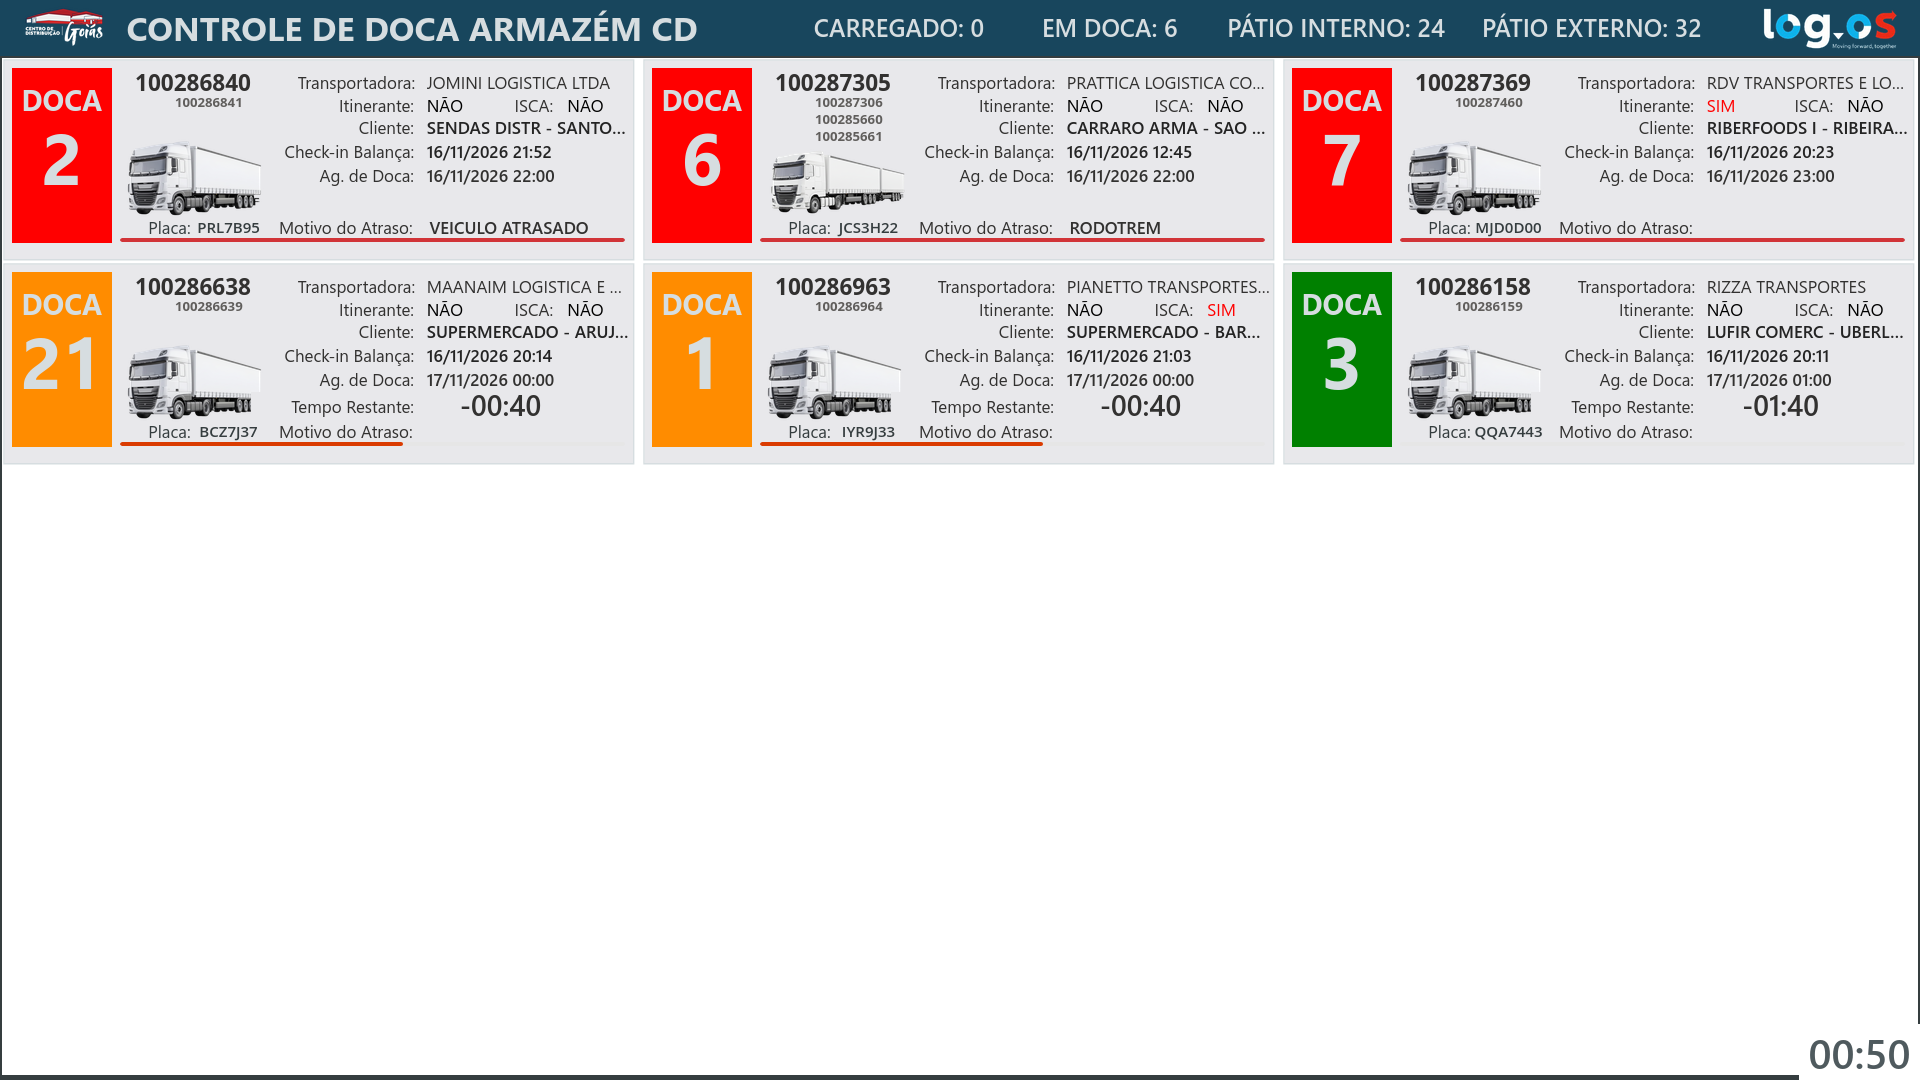 CENTRO DE DISTRIBUIÇÃO Goiás
CONTROLE DE DOCA ARMAZÉM CD
CARREGADO: 0
EM DOCA: 6
PÁTIO INTERNO: 24
PÁTIO EXTERNO: 32
log.os
Moving forward, together
DOCA
2
100286840
100286841
Transportadora: JOMINI LOGISTICA LTDA
Itinerante: NÃO ISCA: NÃO
Cliente: SENDAS DISTR - SANTO...
Check-in Balança: 16/11/2026 21:52
Ag. de Doca: 16/11/2026 22:00
Placa: PRL7B95 Motivo do Atraso: VEICULO ATRASADO
DOCA
6
100287305
100287306
100285660
100285661
Transportadora: PRATTICA LOGISTICA CO...
Itinerante: NÃO ISCA: NÃO
Cliente: CARRARO ARMA - SAO ...
Check-in Balança: 16/11/2026 12:45
Ag. de Doca: 16/11/2026 22:00
Placa: JCS3H22 Motivo do Atraso: RODOTREM
DOCA
7
100287369
100287460
Transportadora: RDV TRANSPORTES E LO...
Itinerante: SIM ISCA: NÃO
Cliente: RIBERFOODS I - RIBEIRA...
Check-in Balança: 16/11/2026 20:23
Ag. de Doca: 16/11/2026 23:00
Placa: MJD0D00 Motivo do Atraso:
DOCA
21
100286638
100286639
Transportadora: MAANAIM LOGISTICA E ...
Itinerante: NÃO ISCA: NÃO
Cliente: SUPERMERCADO - ARUJ...
Check-in Balança: 16/11/2026 20:14
Ag. de Doca: 17/11/2026 00:00
Tempo Restante: -00:40
Placa: BCZ7J37 Motivo do Atraso:
DOCA
1
100286963
100286964
Transportadora: PIANETTO TRANSPORTES...
Itinerante: NÃO ISCA: SIM
Cliente: SUPERMERCADO - BAR...
Check-in Balança: 16/11/2026 21:03
Ag. de Doca: 17/11/2026 00:00
Tempo Restante: -00:40
Placa: IYR9J33 Motivo do Atraso:
DOCA
3
100286158
100286159
Transportadora: RIZZA TRANSPORTES
Itinerante: NÃO ISCA: NÃO
Cliente: LUFIR COMERC - UBERL...
Check-in Balança: 16/11/2026 20:11
Ag. de Doca: 17/11/2026 01:00
Tempo Restante: -01:40
Placa: QQA7443 Motivo do Atraso:
00:50